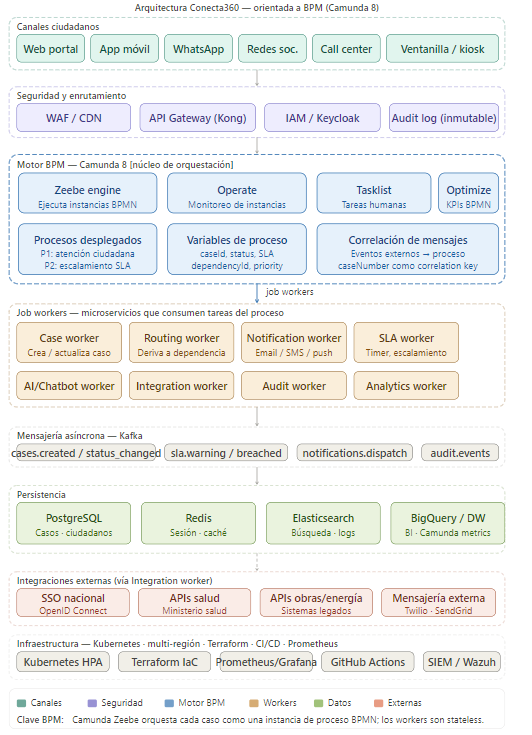 Arquitectura Conecta360 — orientada a BPM (Camunda 8)
Canales ciudadanos
Web portal
App móvil
WhatsApp
Redes soc.
Call center
Ventanilla / kiosk
Seguridad y enrutamiento
WAF / CDN
API Gateway (Kong)
IAM / Keycloak
Audit log (inmutable)
Motor BPM — Camunda 8 [núcleo de orquestación]
Zeebe engine
Ejecuta instancias BPMN
Operate
Monitoreo de instancias
Tasklist
Tareas humanas
Optimize
KPIs BPMN
Procesos desplegados
P1: atención ciudadana
P2: escalamiento SLA
Variables de proceso
caseId, status, SLA
dependencyId, priority
Correlación de mensajes
Eventos externos → proceso
caseNumber como correlation key
job workers
Job workers — microservicios que consumen tareas del proceso
Case worker
Crea / actualiza caso
Routing worker
Deriva a dependencia
Notification worker
Email / SMS / push
SLA worker
Timer, escalamiento
AI/Chatbot worker
Integration worker
Audit worker
Analytics worker
Mensajería asíncrona — Kafka
cases.created / status_changed
sla.warning / breached
notifications.dispatch
audit.events
Persistencia
PostgreSQL
Casos · ciudadanos
Redis
Sesión · caché
Elasticsearch
Búsqueda · logs
BigQuery / DW
BI · Camunda metrics
Integraciones externas (vía Integration worker)
SSO nacional
OpenID Connect
APIs salud
Ministerio salud
APIs obras/energía
Sistemas legados
Mensajería externa
Twilio · SendGrid
Infraestructura — Kubernetes · multi-región · Terraform · CI/CD · Prometheus
Kubernetes HPA
Terraform IaC
Prometheus/Grafana
GitHub Actions
SIEM / Wazuh
Canales
Seguridad
Motor BPM
Workers
Datos
Externas
Clave BPM: Camunda Zeebe orquesta cada caso como una instancia de proceso BPMN; los workers son stateless.